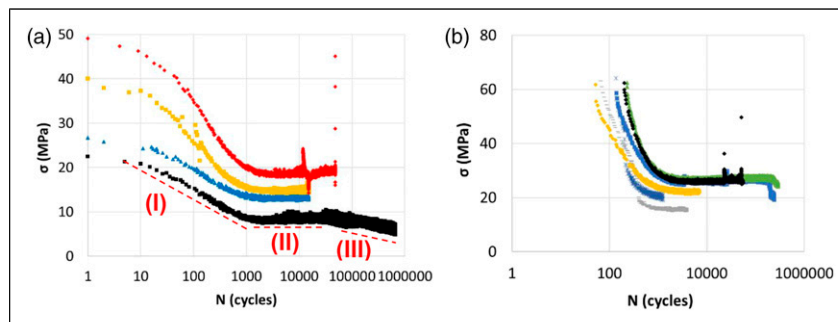 (a)
50
40
30
20
10
0
σ (MPa)
(I)
(II)
(III)
1 10 100 1000 10000 100000 1000000
N (cycles)
(b)
80
60
40
20
0
σ (MPa)
1 100 10000 1000000
N (cycles)